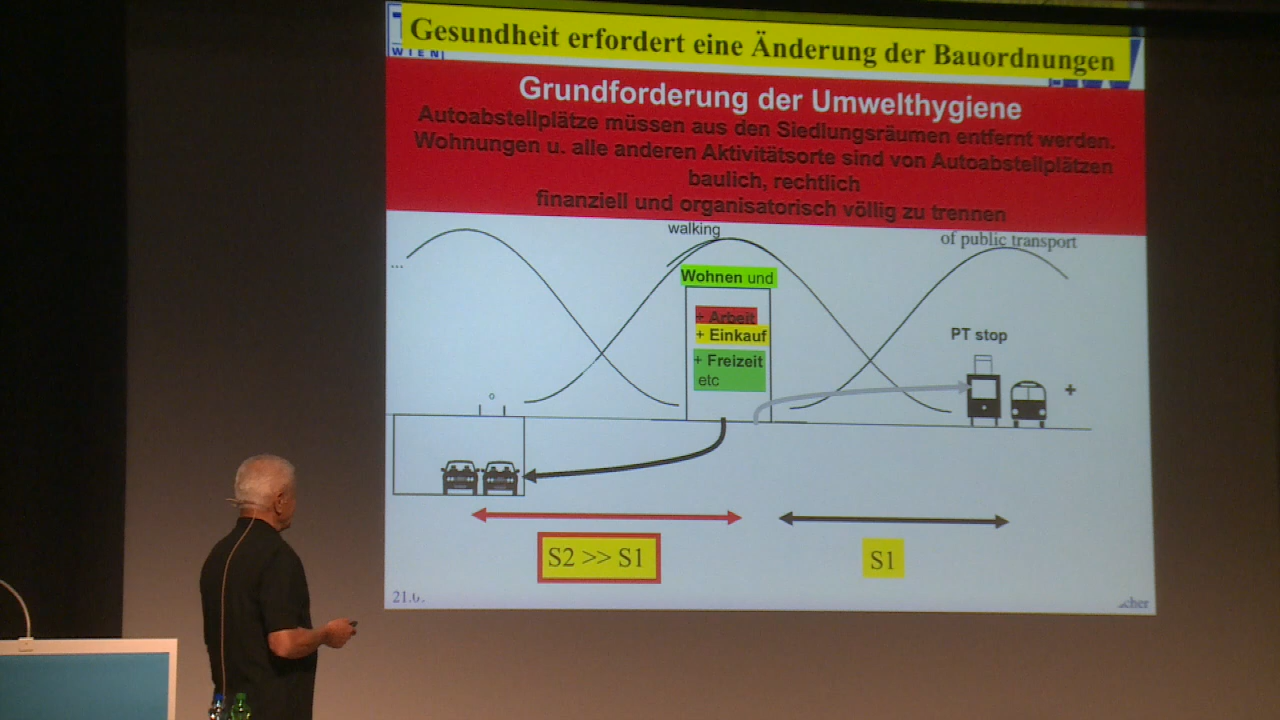 Gesundheit erfordert eine Änderung der Bauordnungen
WIEN
Grundforderung der Umwelthygiene
Autoabstellplätze müssen aus den Siedlungsräumen entfernt werden.
Wohnungen u. alle anderen Aktivitätsorte sind von Autoabstellplätzen
baulich, rechtlich
finanziell und organisatorisch völlig zu trennen
walking
of public transport
...
Wohnen und
+ Arbeit
+ Einkauf
+ Freizeit
etc
PT stop
+
S2 >> S1
S1